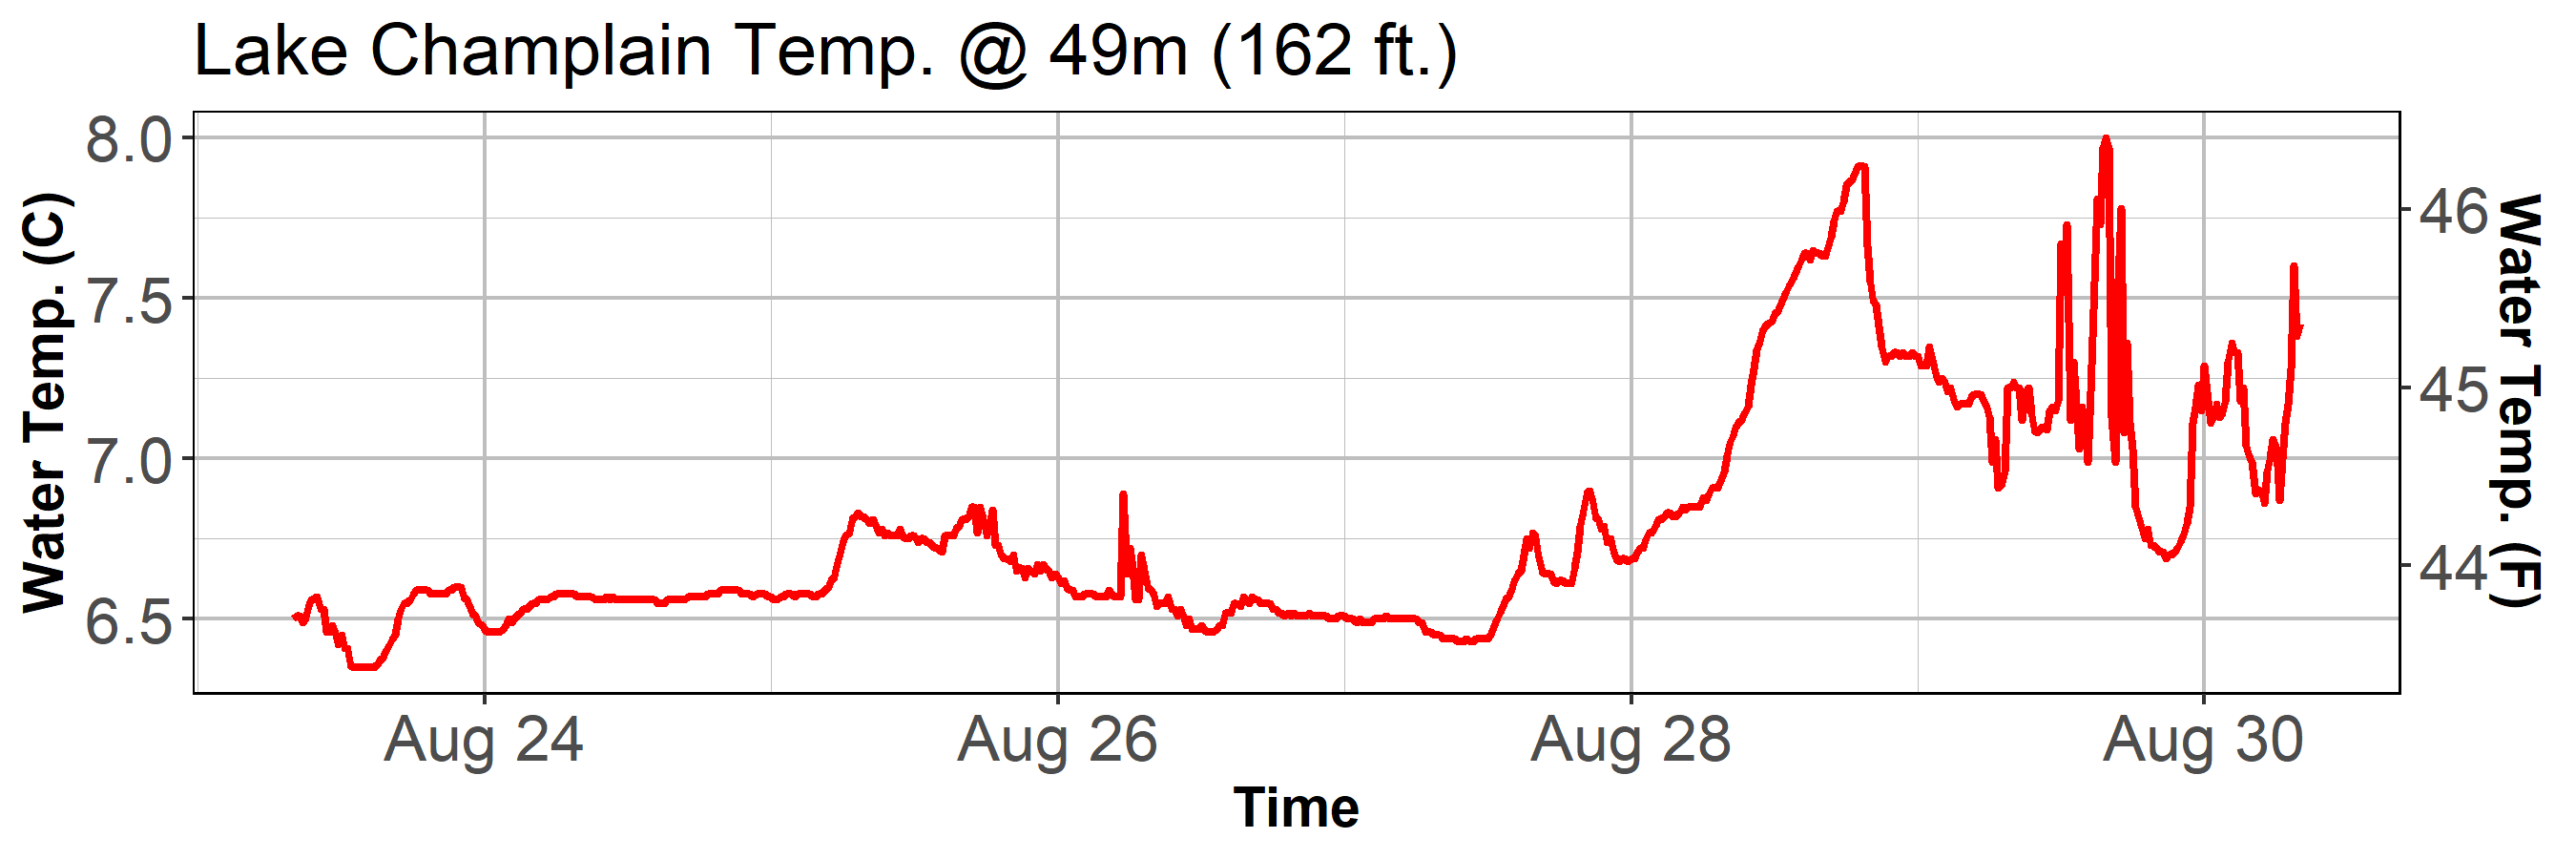 Lake Champlain Temp. @ 49m (162 ft.)
Water Temp. (C)
8.0
7.5
7.0
6.5
46
45
44
Water Temp. (F)
Aug 24 Aug 26 Aug 28 Aug 30
Time